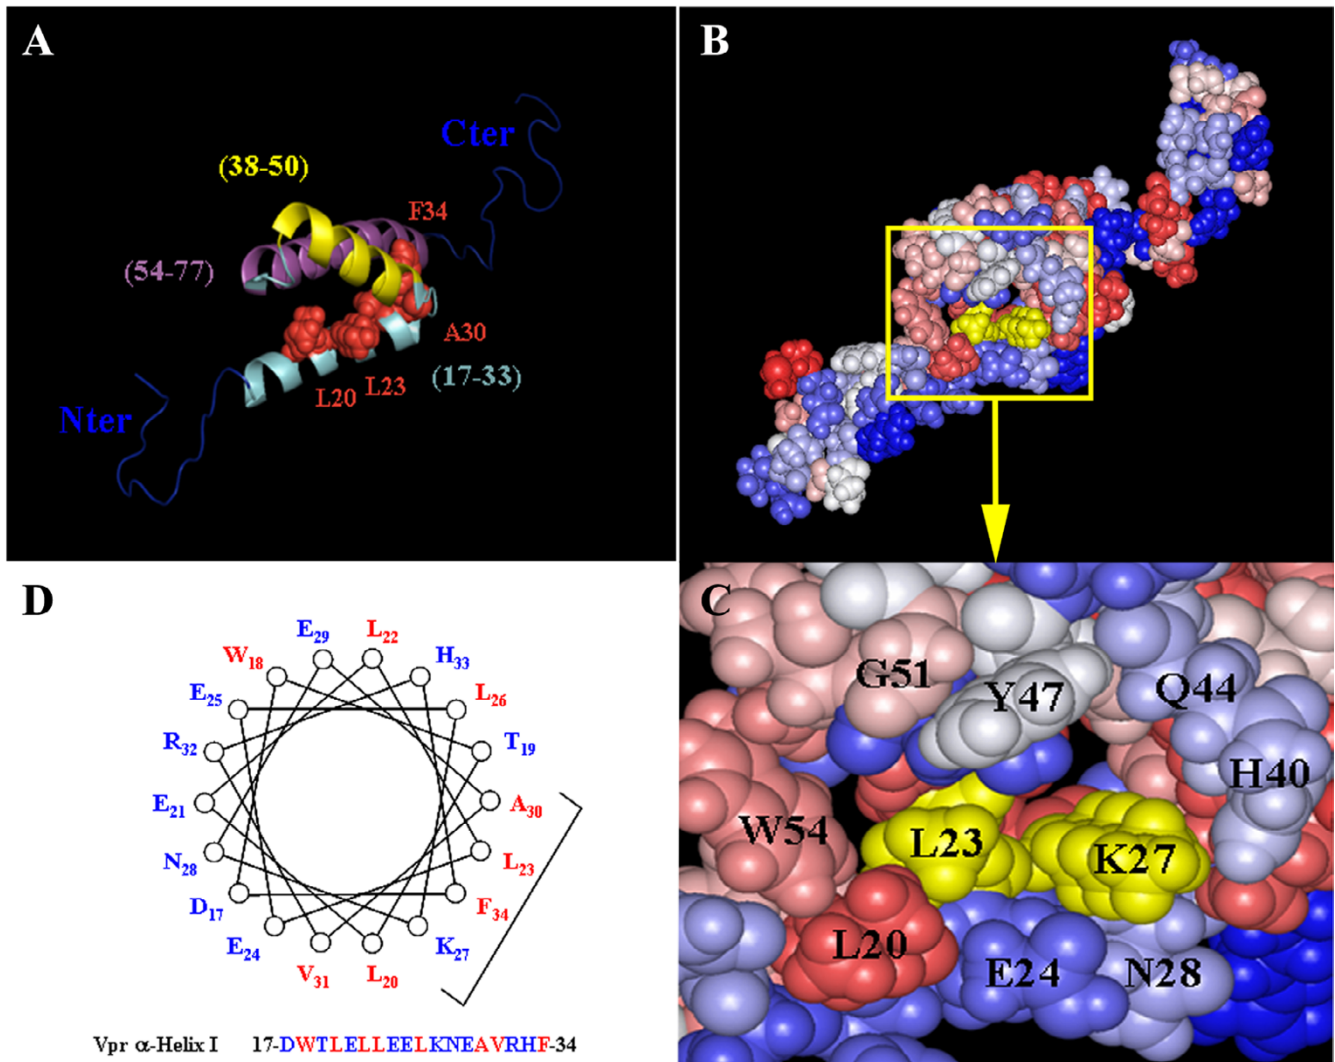 A
B
Cter
(38-50)
F34
(54-77)
A30
L20
L23
(17-33)
Nter
D
C
E29
L22
W18
H33
E25
L26
R32
T19
E21
A30
N28
L23
D17
F34
E24
K27
V31
L20
G51
Y47
Q44
H40
W54
L23
K27
L20
E24
N28
Vpr α-Helix I 17-DWTLELLEELKNEAVRHF-34